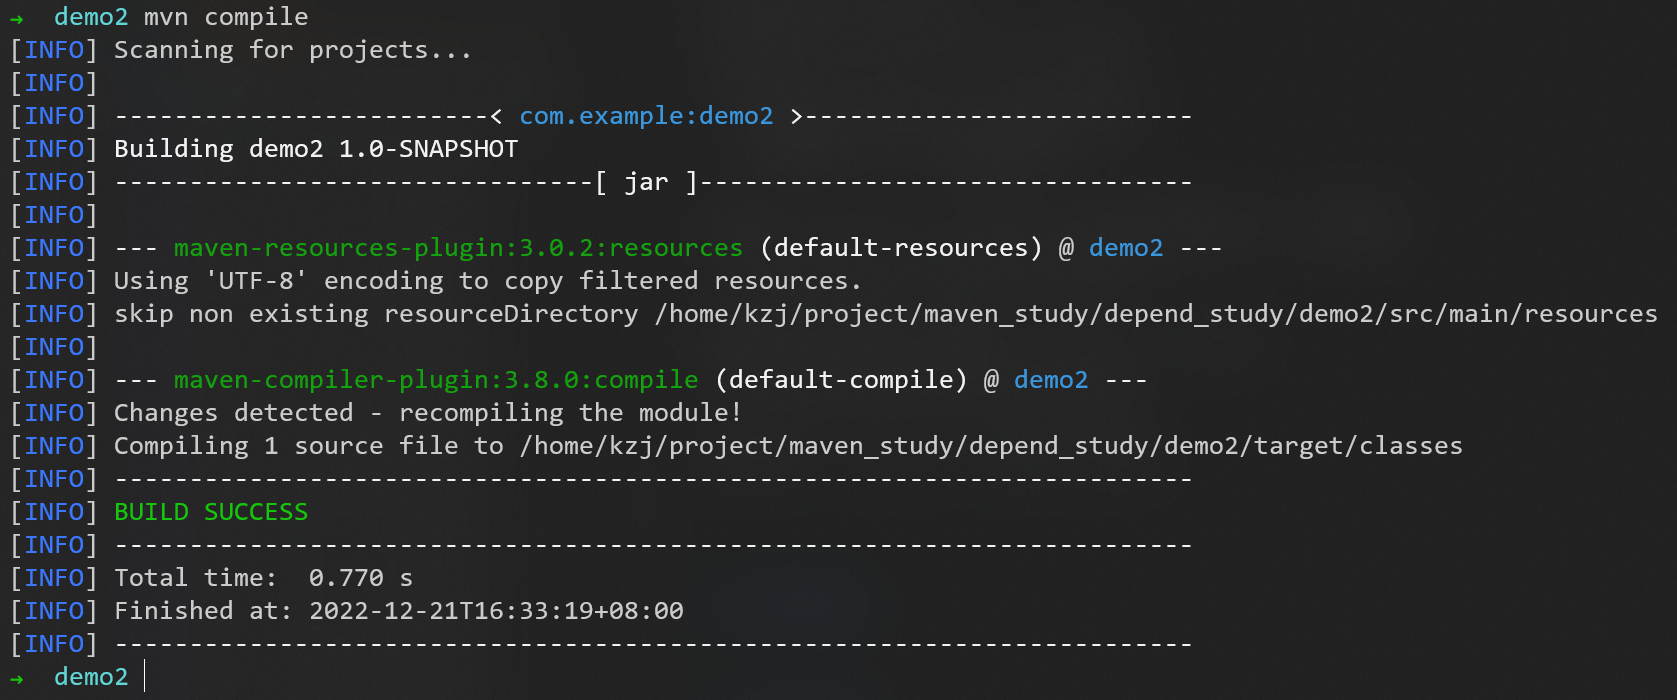 →  demo2 mvn compile
[INFO] Scanning for projects...
[INFO]
[INFO] -------------------------< com.example:demo2 >--------------------------
[INFO] Building demo2 1.0-SNAPSHOT
[INFO] --------------------------------[ jar ]---------------------------------
[INFO]
[INFO] --- maven-resources-plugin:3.0.2:resources (default-resources) @ demo2 ---
[INFO] Using 'UTF-8' encoding to copy filtered resources.
[INFO] skip non existing resourceDirectory /home/kzj/project/maven_study/depend_study/demo2/src/main/resources
[INFO]
[INFO] --- maven-compiler-plugin:3.8.0:compile (default-compile) @ demo2 ---
[INFO] Changes detected - recompiling the module!
[INFO] Compiling 1 source file to /home/kzj/project/maven_study/depend_study/demo2/target/classes
[INFO] ------------------------------------------------------------------------
[INFO] BUILD SUCCESS
[INFO] ------------------------------------------------------------------------
[INFO] Total time:  0.770 s
[INFO] Finished at: 2022-12-21T16:33:19+08:00
[INFO] ------------------------------------------------------------------------
→  demo2